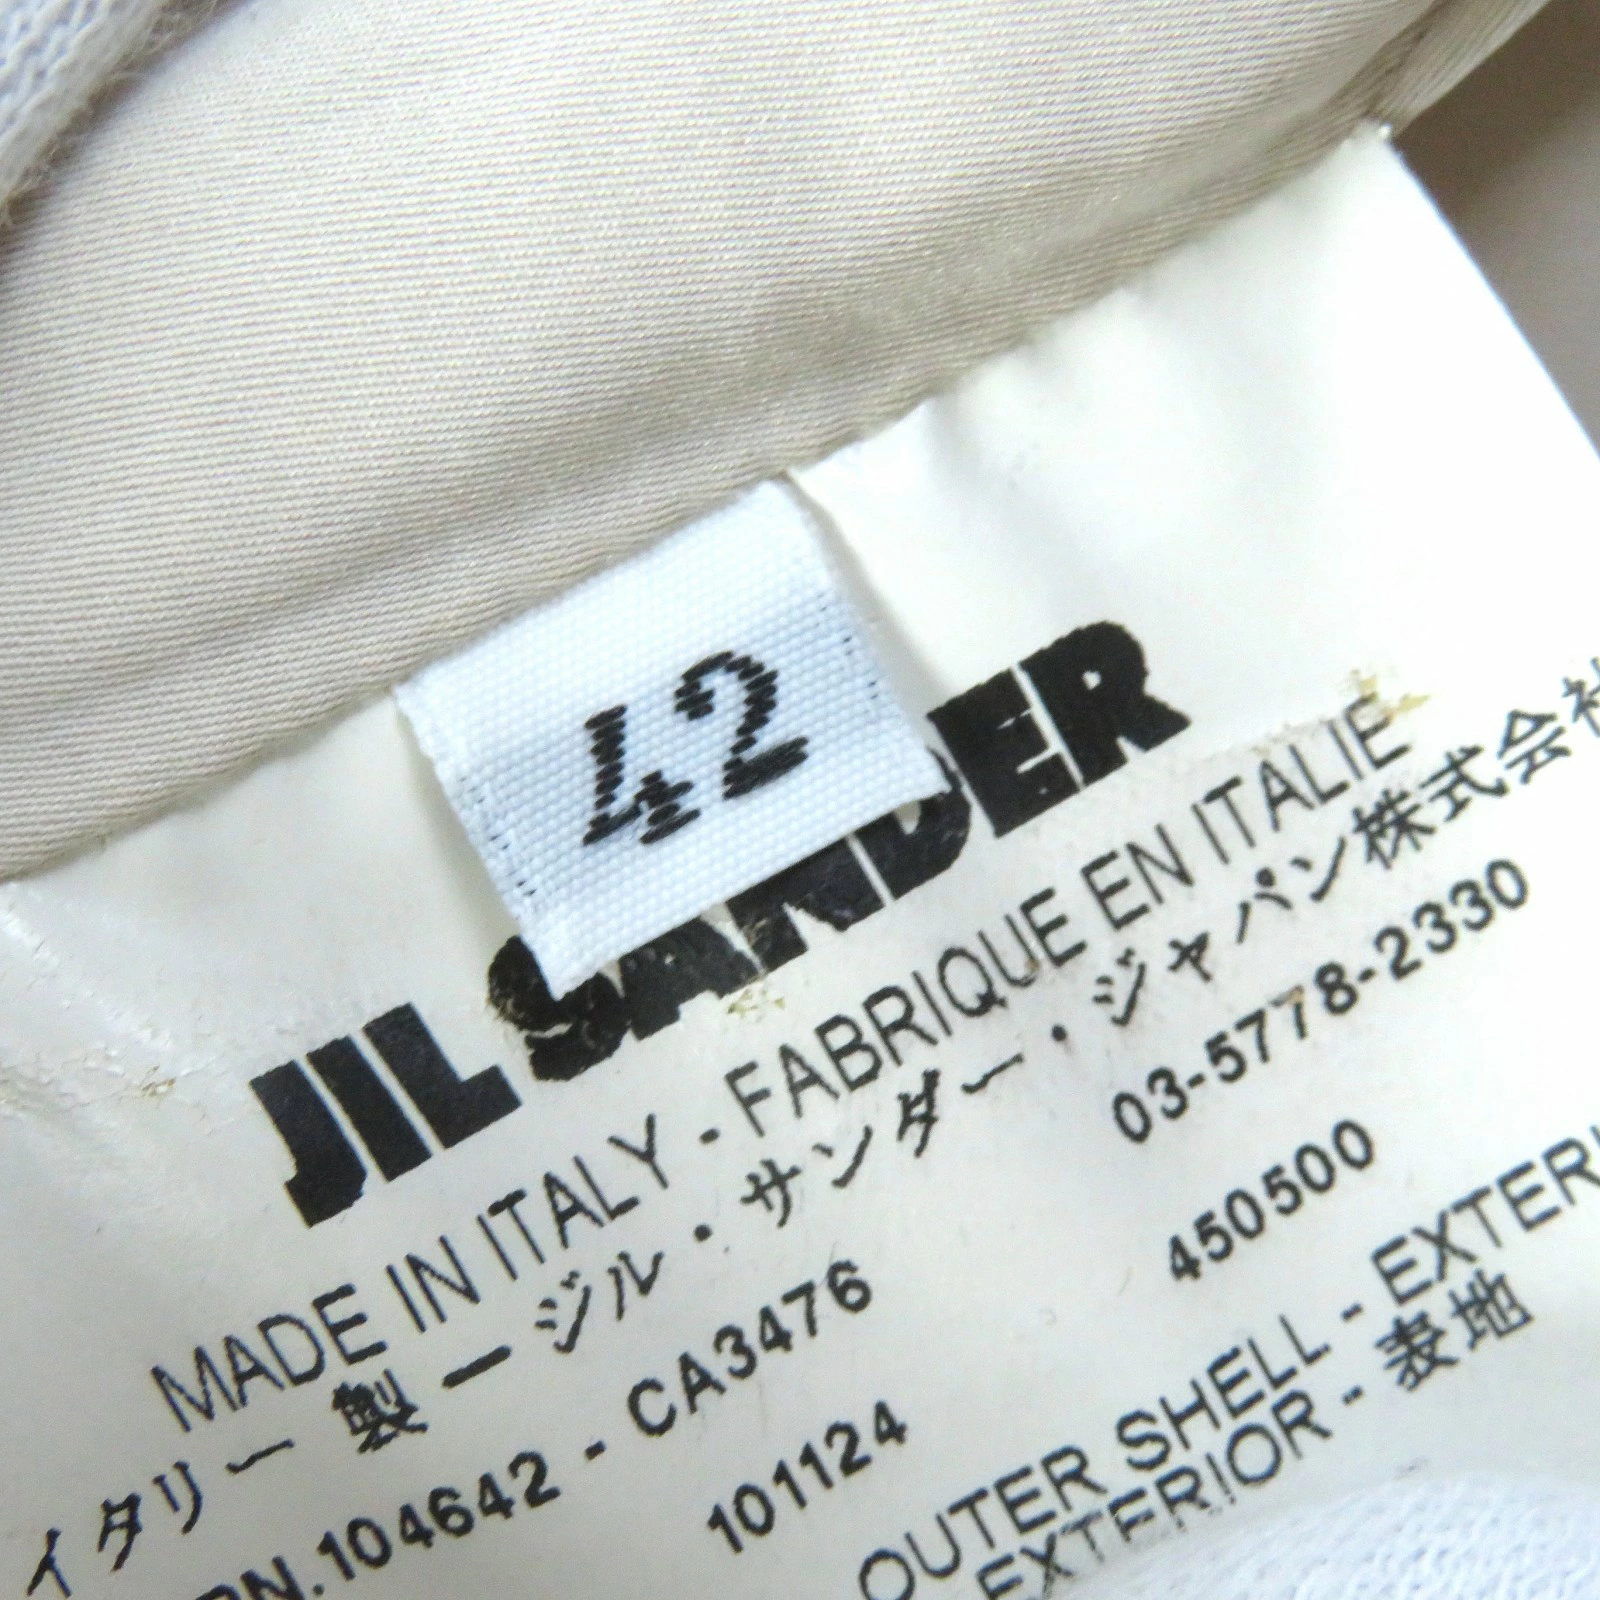 42
JIL SANDER
MADE IN ITALY - FABRIQUE EN ITALIE
イタリー製 ー ジル・サンダー・ジャパン株式会社
03-5778-2330
RN.104642 - CA3476
450500
101124
OUTER SHELL - EXTERI
EXTERIOR - 表地